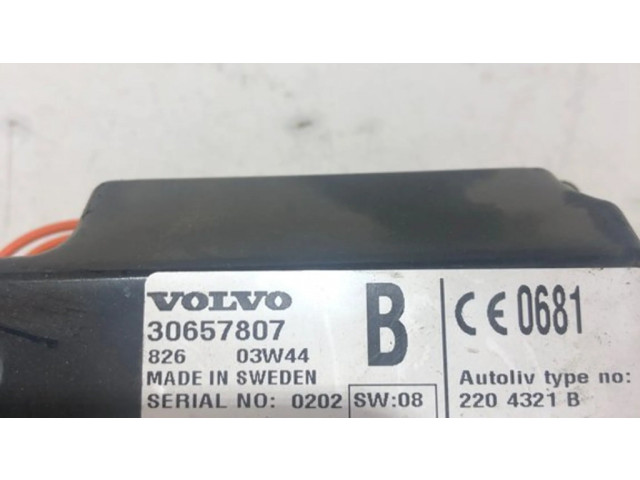 VOLVO
30657807
826 03W44
MADE IN SWEDEN
SERIAL NO: 0202 SW:08
B
CE 0681
Autoliv type no:
220 4321 B